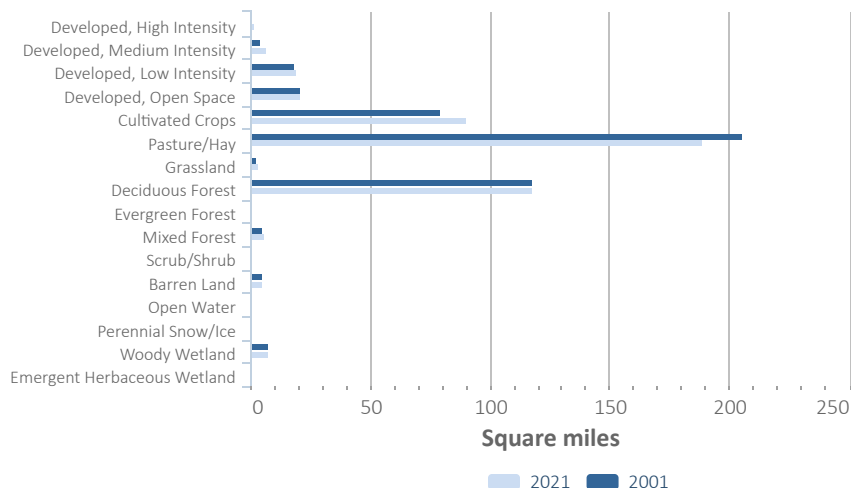 Developed, High Intensity
Developed, Medium Intensity
Developed, Low Intensity
Developed, Open Space
Cultivated Crops
Pasture/Hay
Grassland
Deciduous Forest
Evergreen Forest
Mixed Forest
Scrub/Shrub
Barren Land
Open Water
Perennial Snow/Ice
Woody Wetland
Emergent Herbaceous Wetland
0 50 100 150 200 250
Square miles
2021 2001